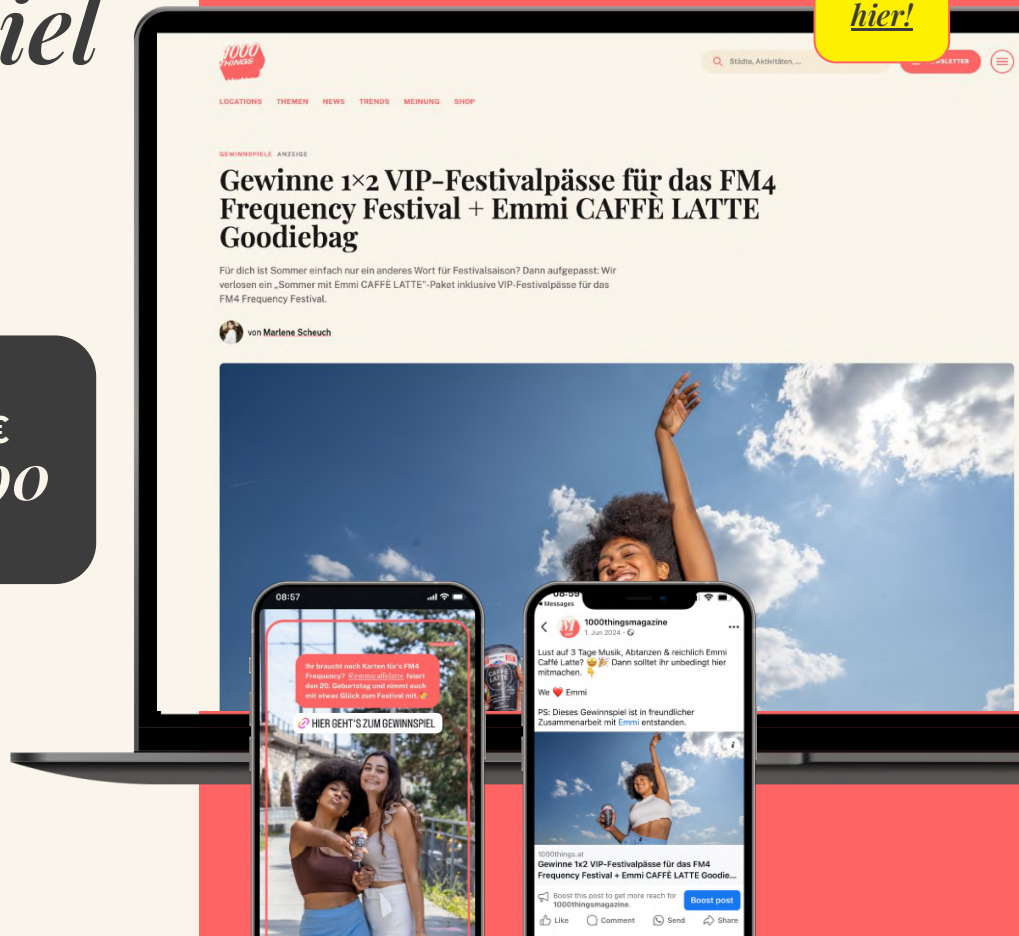 iel
hier!
1000
THINGS
Städte, Aktivitäten, ...
LOCATIONS THEMEN NEWS TRENDS MEINUNG SHOP
GEWINNSPIELE ANZEIGE
Gewinne 1×2 VIP-Festivalpässe für das FM4
Frequency Festival + Emmi CAFFÈ LATTE
Goodiebag
Für dich ist Sommer einfach nur ein anderes Wort für Festivalsaison? Dann aufgepasst: Wir
verlosen ein „Sommer mit Emmi CAFFÈ LATTE"-Paket inklusive VIP-Festivalpässe für das
FM4 Frequency Festival.
von Marlene Scheuch
€
00
08:57
Ihr braucht noch Karten für's FM4
Frequency? @emmicaffelatte feiert
den 20. Geburtstag und nimmt euch
mit etwas Glück zum Festival mit. 🥳
HIER GEHT'S ZUM GEWINNSPIEL
CAFFÈ
LATTE
08:59
Messages
1000thingsmagazine
1. Jun 2024
Lust auf 3 Tage Musik, Abtanzen & reichlich Emmi
Caffé Latte? 🤩🎉 Dann solltet ihr unbedingt hier
mitmachen. 👇
We ❤️ Emmi
PS: Dieses Gewinnspiel ist in freundlicher
Zusammenarbeit mit Emmi entstanden.
1000things.at
Gewinne 1x2 VIP-Festivalpässe für das FM4
Frequency Festival + Emmi CAFFÈ LATTE Goodie...
Boost this post to get more reach for
1000thingsmagazine.
Boost post
Like Comment Send Share